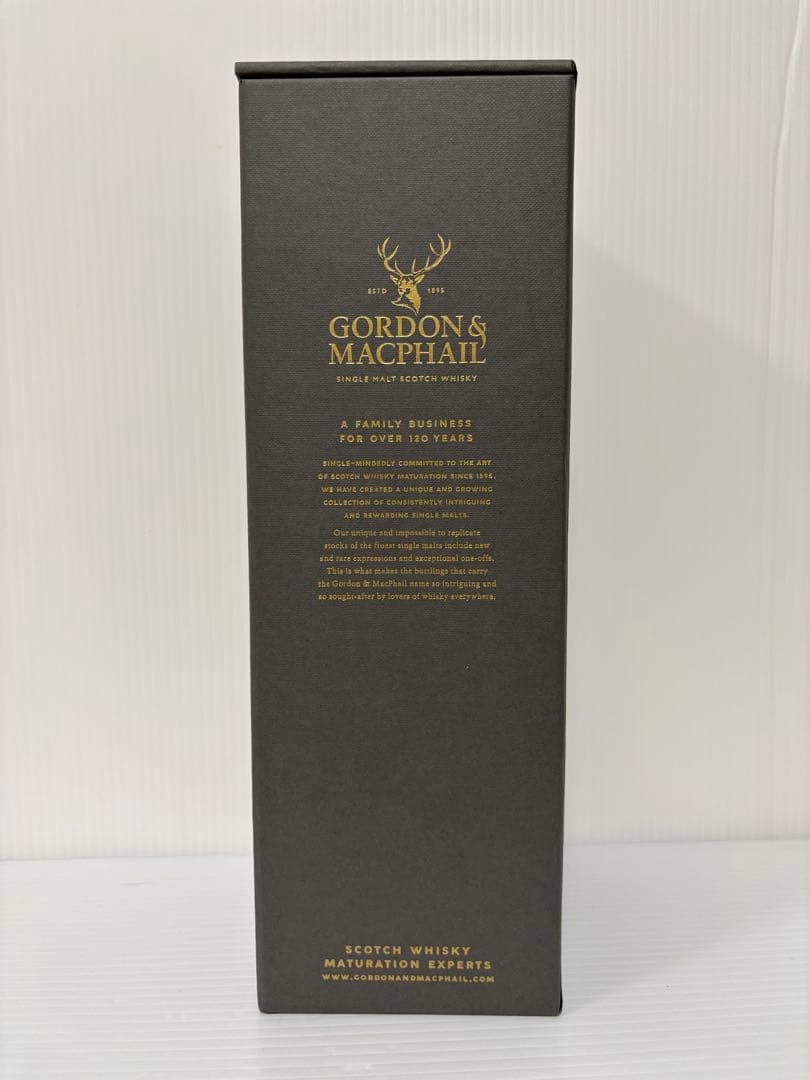 ESTD 1895
GORDON &
MACPHAIL
SINGLE MALT SCOTCH WHISKY
A FAMILY BUSINESS
FOR OVER 120 YEARS
SINGLE-MINDEDLY COMMITTED TO THE ART
OF SCOTCH WHISKY MATURATION SINCE 1895,
WE HAVE CREATED A UNIQUE AND GROWING
COLLECTION OF CONSISTENTLY INTRIGUING
AND REWARDING SINGLE MALTS.
Our unique and impossible to replicate
stocks of the finest single malts include new
and rare expressions and exceptional one-offs.
This is what makes the bottlings that carry
the Gordon & MacPhail name so intriguing and
so sought-after by lovers of whisky everywhere.
SCOTCH WHISKY
MATURATION EXPERTS
WWW.GORDONANDMACPHAIL.COM